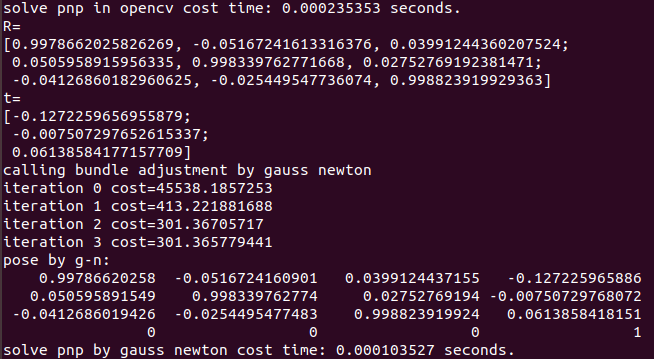 solve pnp in opencv cost time: 0.000235353 seconds.
R=
[0.9978662025826269, -0.05167241613316376, 0.03991244360207524;
 0.0505958915956335, 0.998339762771668, 0.02752769192381471;
 -0.04126860182960625, -0.025449547736074, 0.998823919929363]
t=
[-0.1272259656955879;
 -0.007507297652615337;
 0.06138584177157709]
calling bundle adjustment by gauss newton
iteration 0 cost=45538.1857253
iteration 1 cost=413.221881688
iteration 2 cost=301.36705717
iteration 3 cost=301.365779441
pose by g-n:
   0.99786620258  -0.0516724160901   0.0399124437155   -0.127225965886
  0.050595891549    0.998339762774    0.02752769194 -0.00750729768072
-0.0412686019426  -0.0254495477483    0.998823919924   0.0613858418151
               0                 0                 0                 1
solve pnp by gauss newton cost time: 0.000103527 seconds.